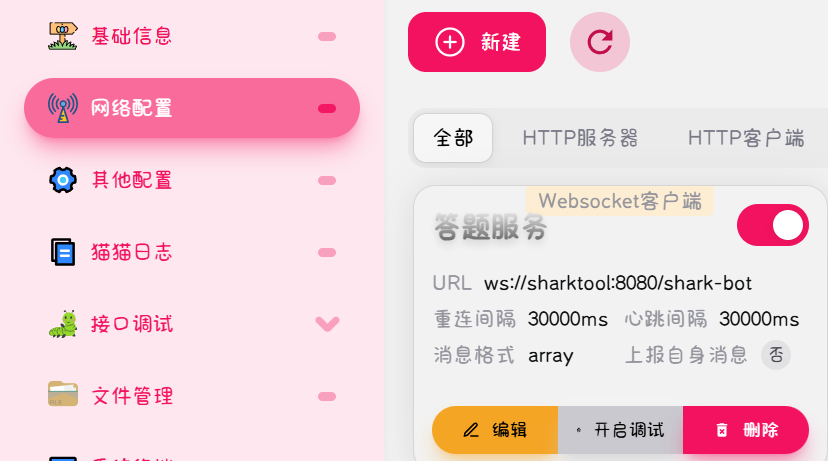 基础信息
网络配置
其他配置
猫猫日志
接口调试
文件管理
新建
全部 HTTP服务器 HTTP客户端
Websocket客户端
答题服务
URL ws://sharktool:8080/shark-bot
重连间隔 30000ms 心跳间隔 30000ms
消息格式 array 上报自身消息 否
编辑 开启调试 删除